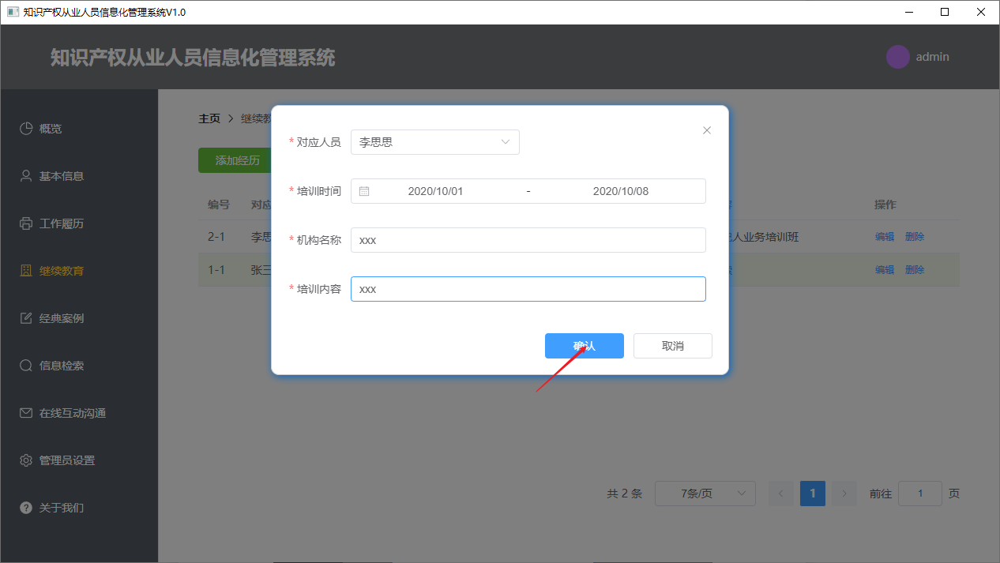 知识产权从业人员信息化管理系统V1.0
知识产权从业人员信息化管理系统
admin
概览
基本信息
工作履历
继续教育
经典案例
信息检索
在线互动沟通
管理员设置
关于我们
主页 > 继续教
添加经历
编号 对应 操作
2-1 李思 人业务培训班 编辑 删除
1-1 张三 编辑 删除
* 对应人员 李思思
* 培训时间 2020/10/01 - 2020/10/08
* 机构名称 xxx
* 培训内容 xxx
确认 取消
共 2 条 7条/页 1 前往 1 页